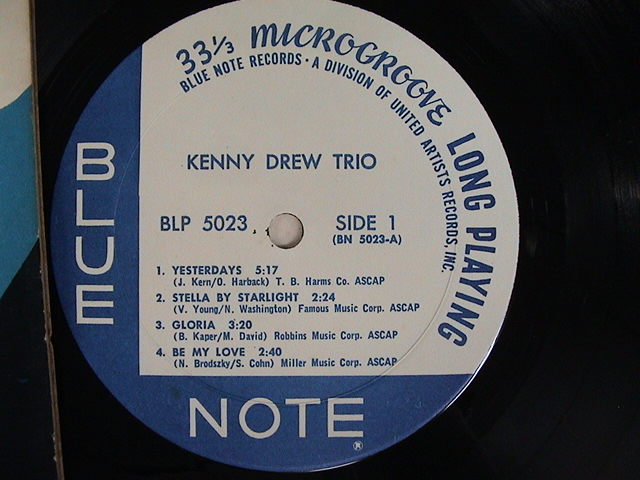 33⅓ MICROGROOVE LONG PLAYING
BLUE NOTE RECORDS · A DIVISION OF UNITED ARTISTS RECORDS, INC.
KENNY DREW TRIO
BLP 5023
SIDE 1
(BN 5023-A)
1. YESTERDAYS 5:17
(J. Kern/O. Harback) T. B. Harms Co. ASCAP
2. STELLA BY STARLIGHT 2:24
(V. Young/N. Washington) Famous Music Corp. ASCAP
3. GLORIA 3:20
(B. Kaper/M. David) Robbins Music Corp. ASCAP
4. BE MY LOVE 2:40
(N. Brodszky/S. Cohn) Miller Music Corp. ASCAP
BLUE
NOTE
®